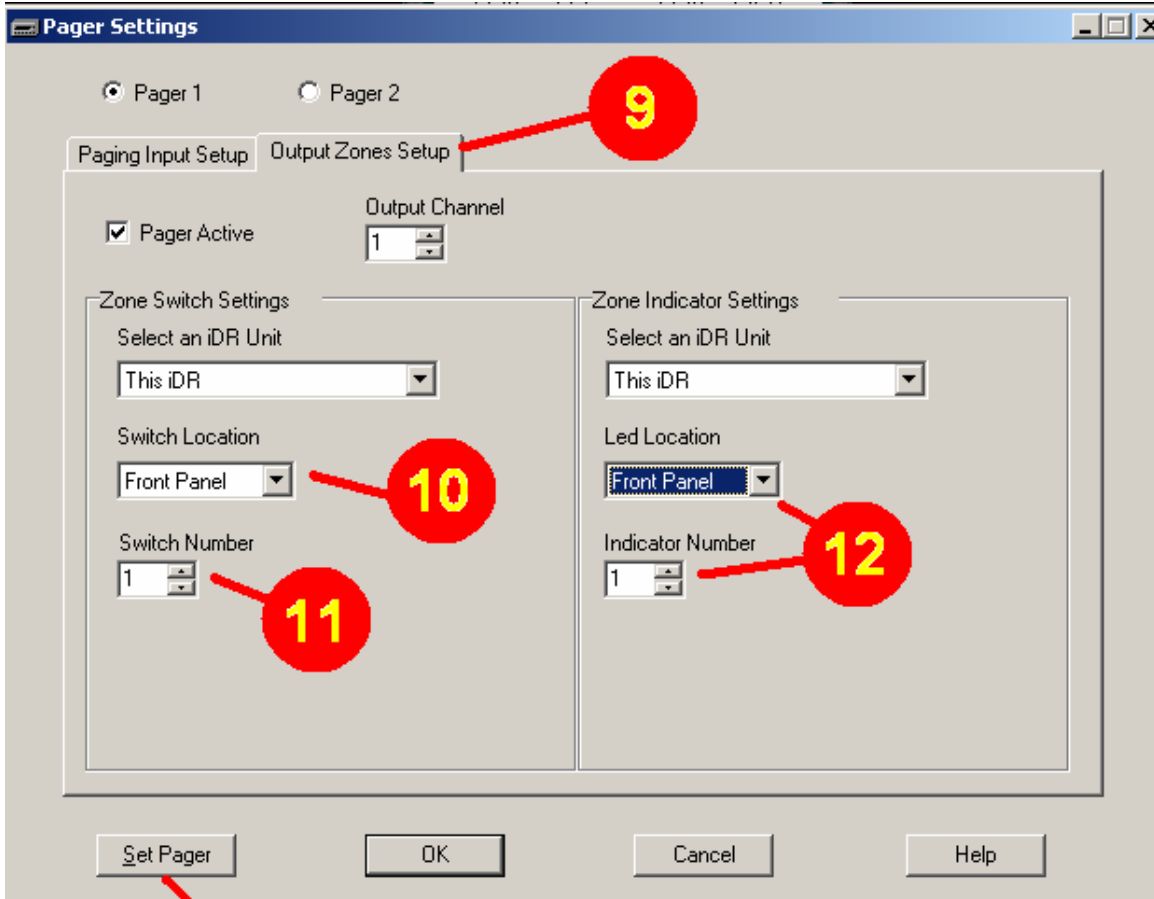 Pager Settings
Pager 1 Pager 2
9
Paging Input Setup Output Zones Setup
Output Channel
Pager Active 1
Zone Switch Settings
Select an iDR Unit
This iDR
Switch Location
Front Panel
10
Switch Number
1
11
Zone Indicator Settings
Select an iDR Unit
This iDR
Led Location
Front Panel
Indicator Number
1
12
Set Pager OK Cancel Help